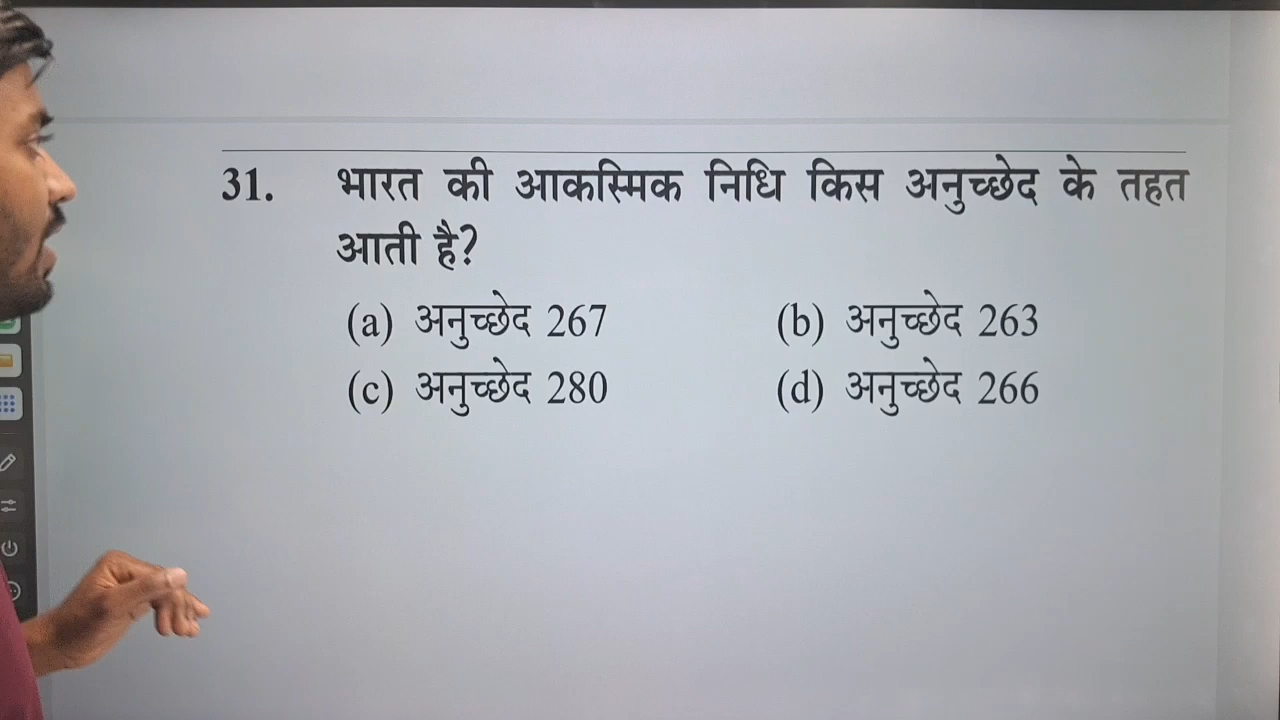 31. भारत की आकस्मिक निधि किस अनुच्छेद के तहत
आती है?
(a) अनुच्छेद 267 (b) अनुच्छेद 263
(c) अनुच्छेद 280 (d) अनुच्छेद 266